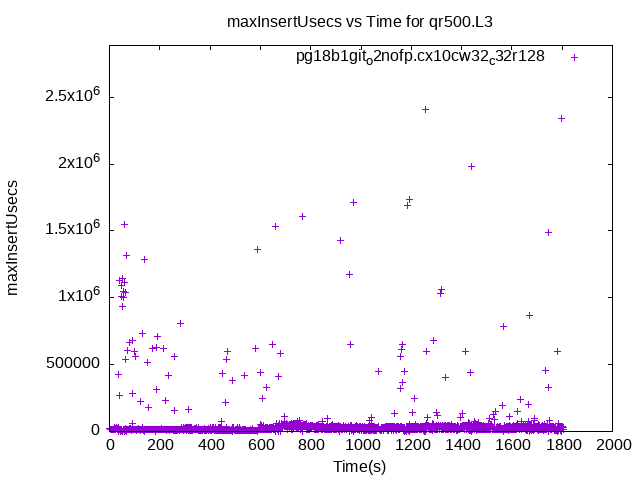 maxInsertUsecs vs Time for qr500.L3
pg18b1git_o2nofp.cx10cw32_c32r128
2.5x10^6
2x10^6
1.5x10^6
1x10^6
500000
0
maxInsertUsecs
0 200 400 600 800 1000 1200 1400 1600 1800 2000
Time(s)